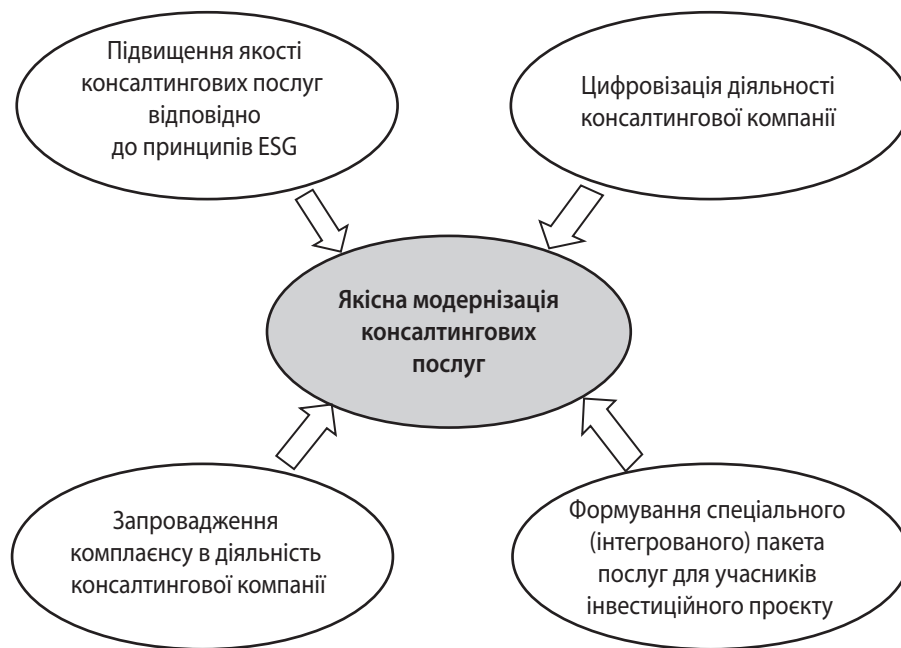 Підвищення якості
консалтингових послуг
відповідно
до принципів ESG
Цифровізація діяльності
консалтингової компанії
Якісна модернізація
консалтингових
послуг
Запровадження
комплаєнсу в діяльність
консалтингової компанії
Формування спеціального
(інтегрованого) пакета
послуг для учасників
інвестиційного проєкту